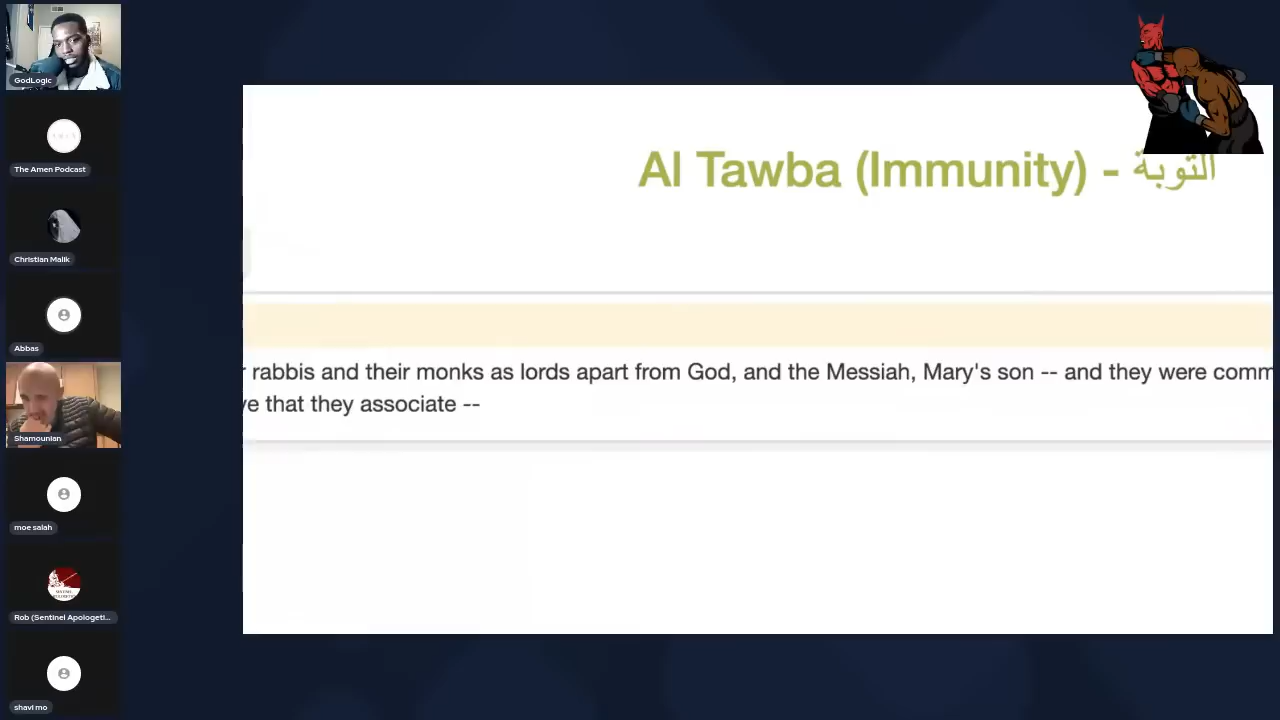 GodLogic
The Amen Podcast
Christian Malik
Abbas
Shamounian
moe salah
Rob (Sentinel Apologeti...
shavi mo
Al Tawba (Immunity) - التوبة
rabbis and their monks as lords apart from God, and the Messiah, Mary's son -- and they were comm
that they associate --